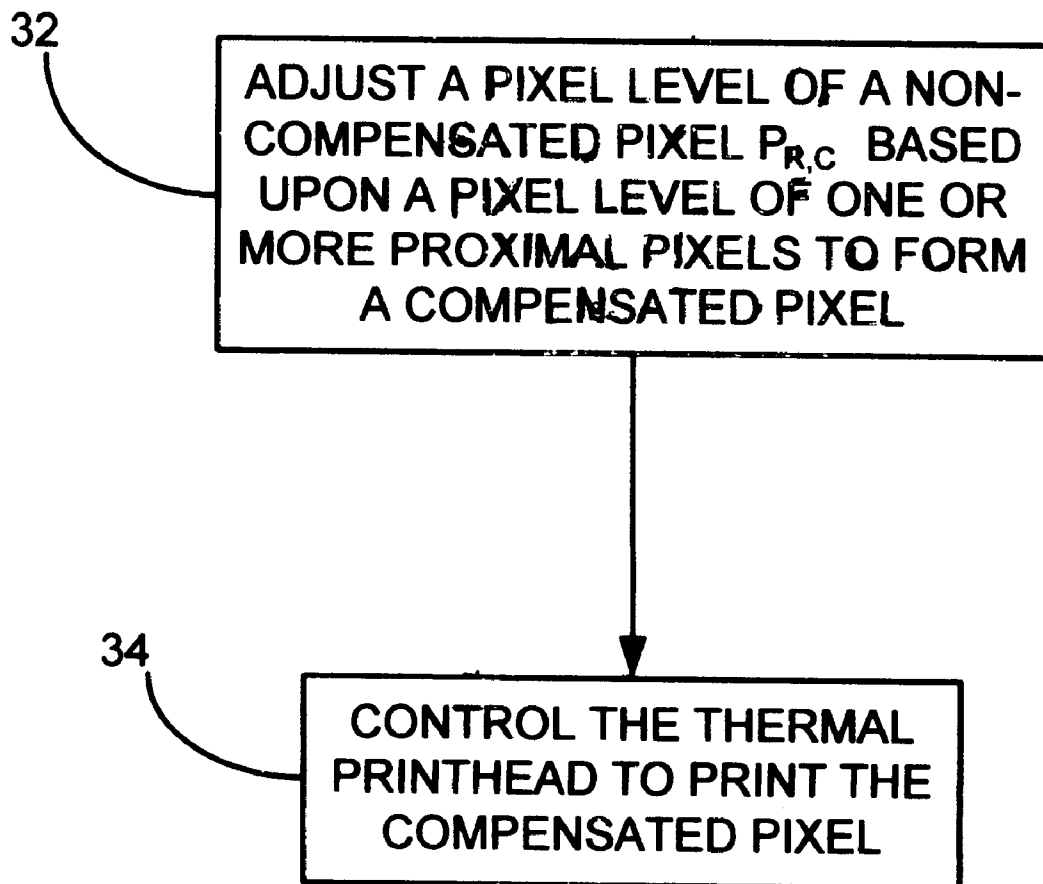 32
ADJUST A PIXEL LEVEL OF A NON-
COMPENSATED PIXEL PR,C BASED
UPON A PIXEL LEVEL OF ONE OR
MORE PROXIMAL PIXELS TO FORM
A COMPENSATED PIXEL
34
CONTROL THE THERMAL
PRINTHEAD TO PRINT THE
COMPENSATED PIXEL